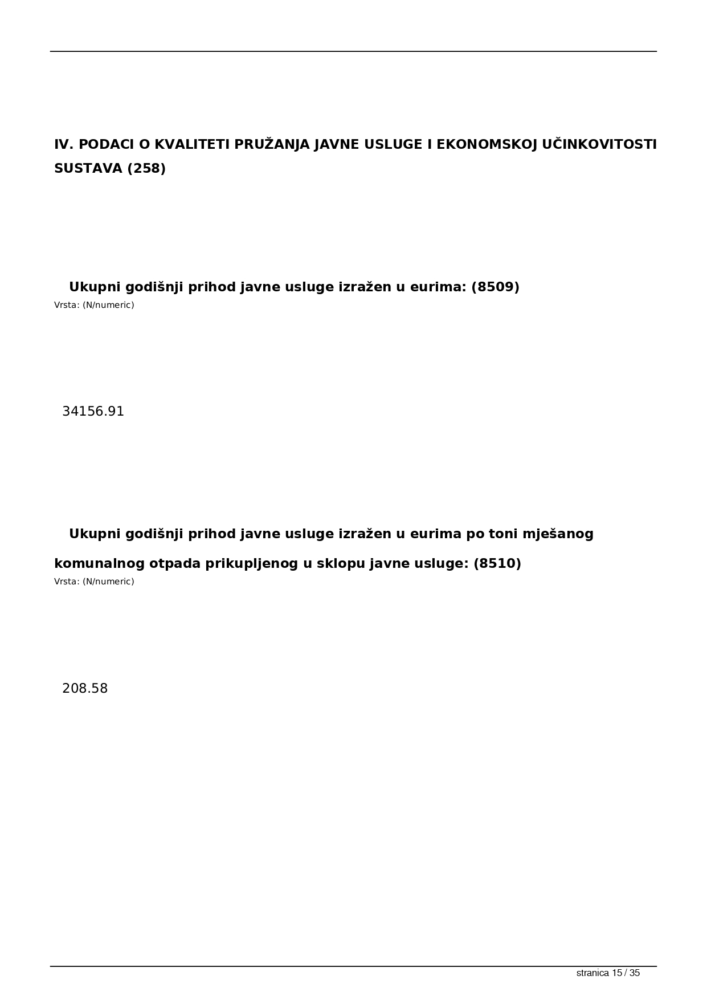 IV. PODACI O KVALITETI PRUŽANJA JAVNE USLUGE I EKONOMSKOJ UČINKOVITOSTI
SUSTAVA (258)
Ukupni godišnji prihod javne usluge izražen u eurima: (8509)
Vrsta: (N/numeric)
34156.91
Ukupni godišnji prihod javne usluge izražen u eurima po toni mješanog
komunalnog otpada prikupljenog u sklopu javne usluge: (8510)
Vrsta: (N/numeric)
208.58
stranica 15 / 35